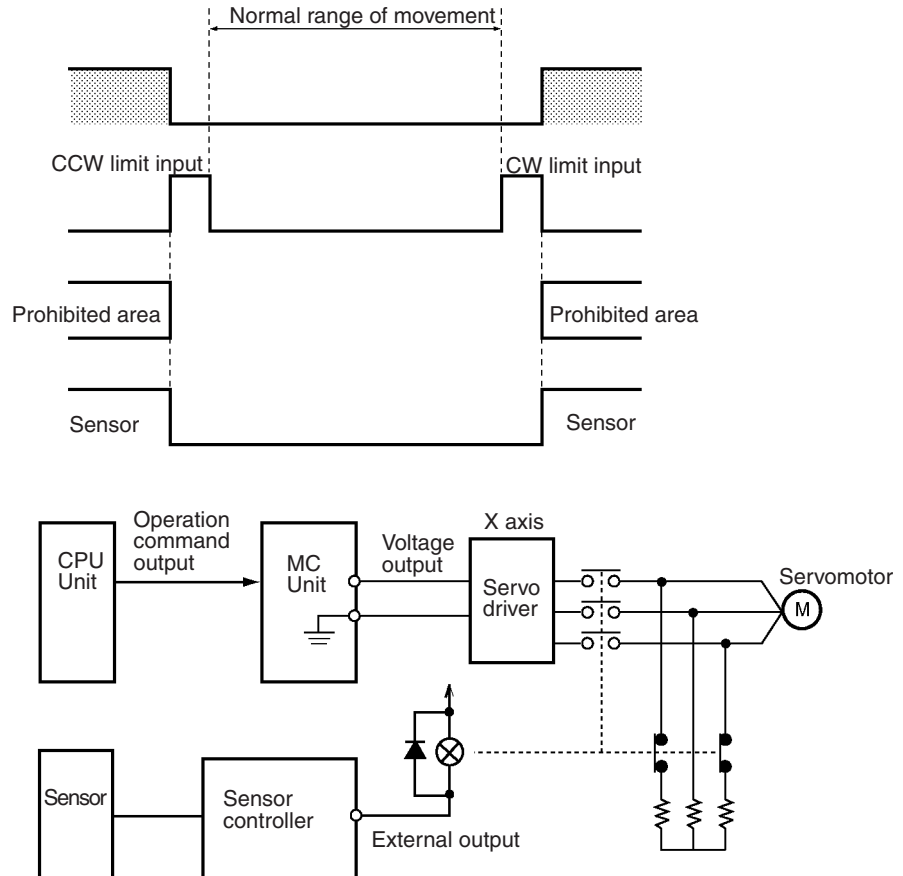 Normal range of movement
CCW limit input
CW limit input
Prohibited area
Prohibited area
Sensor
Sensor
CPU
Unit
Operation
command
output
MC
Unit
Voltage
output
X axis
Servo
driver
Servomotor
M
Sensor
Sensor
controller
External output